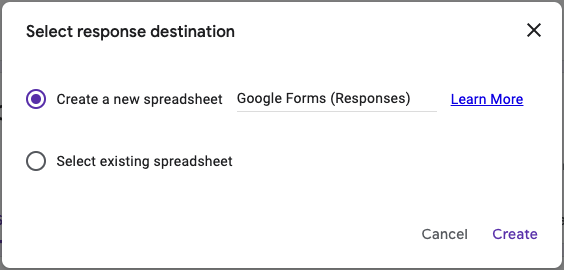 Select response destination
Create a new spreadsheet Google Forms (Responses) Learn More
Select existing spreadsheet
Cancel Create